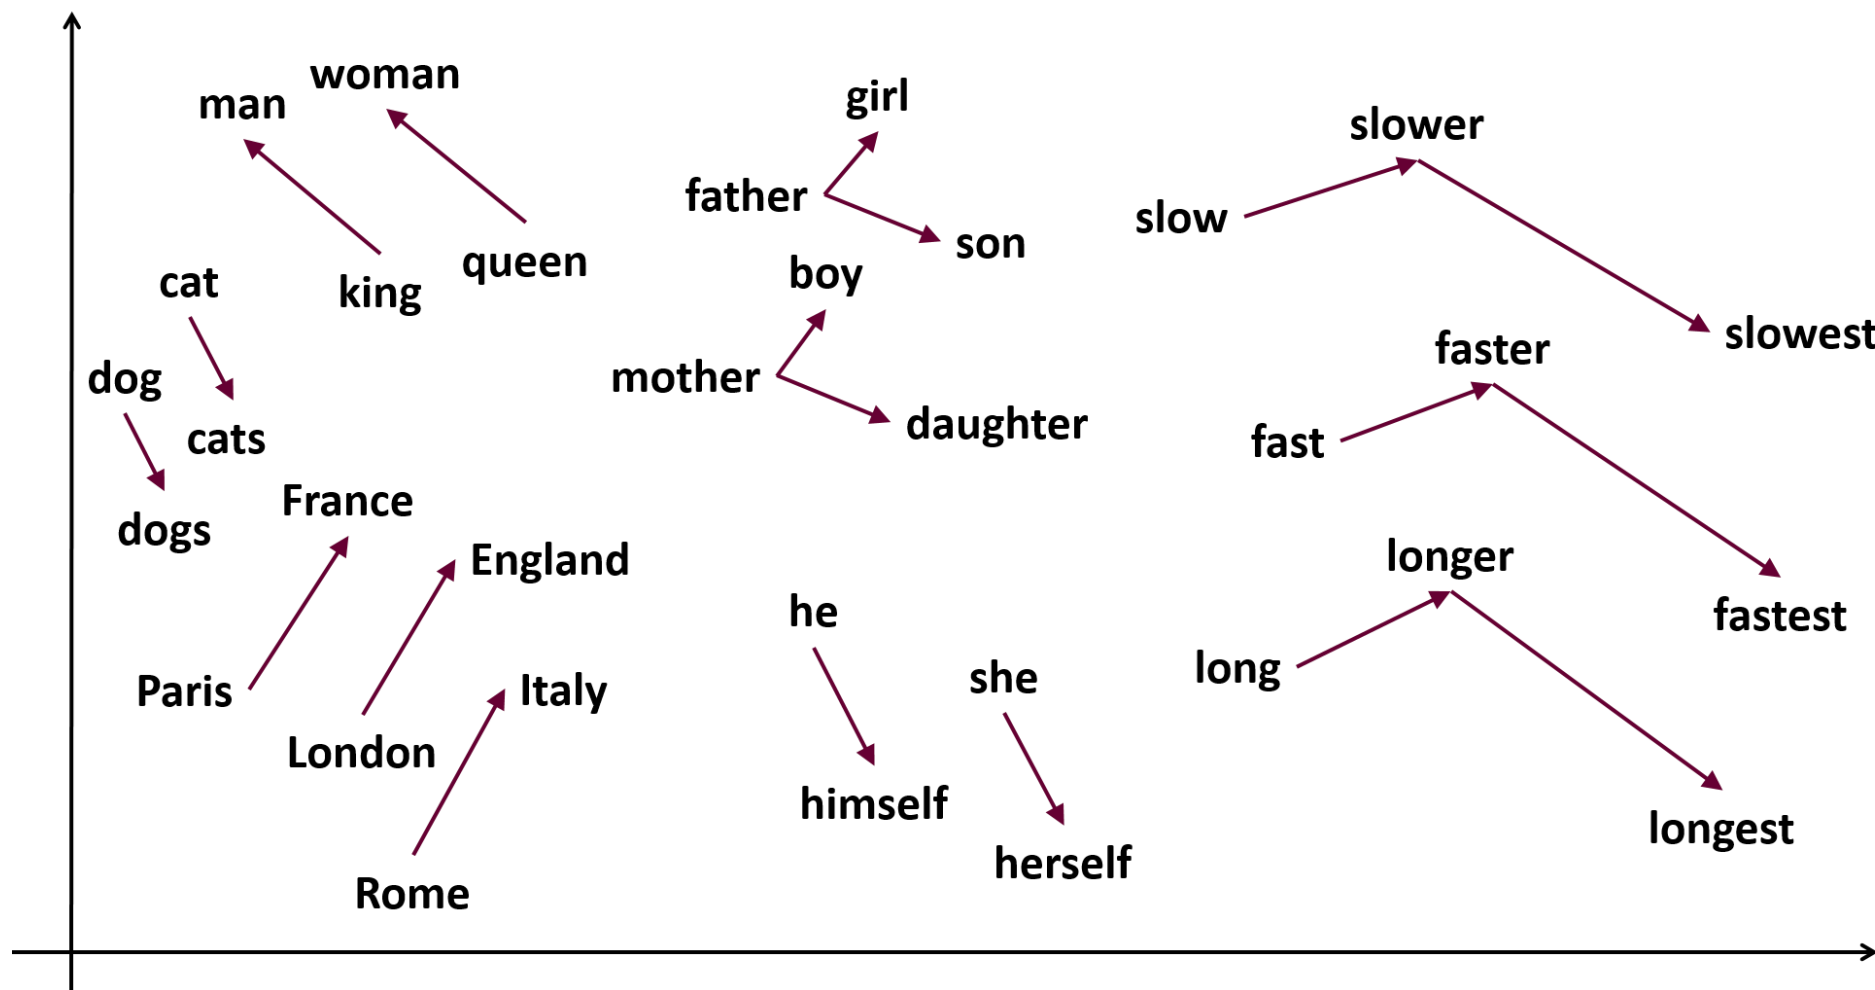 woman
man
girl
slower
father
slow
son
queen
boy
cat
king
slowest
faster
dog
mother
daughter
cats
fast
France
dogs
England
longer
he
fastest
long
she
Paris
Italy
London
himself
longest
herself
Rome